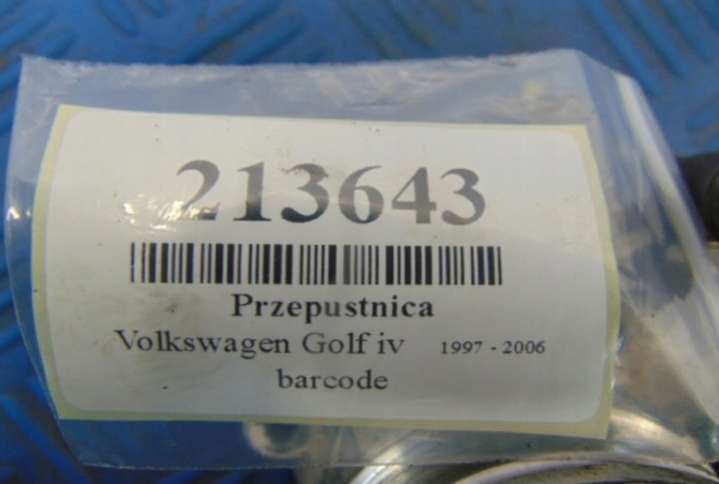 213643
Przepustnica
Volkswagen Golf iv 1997 - 2006
barcode